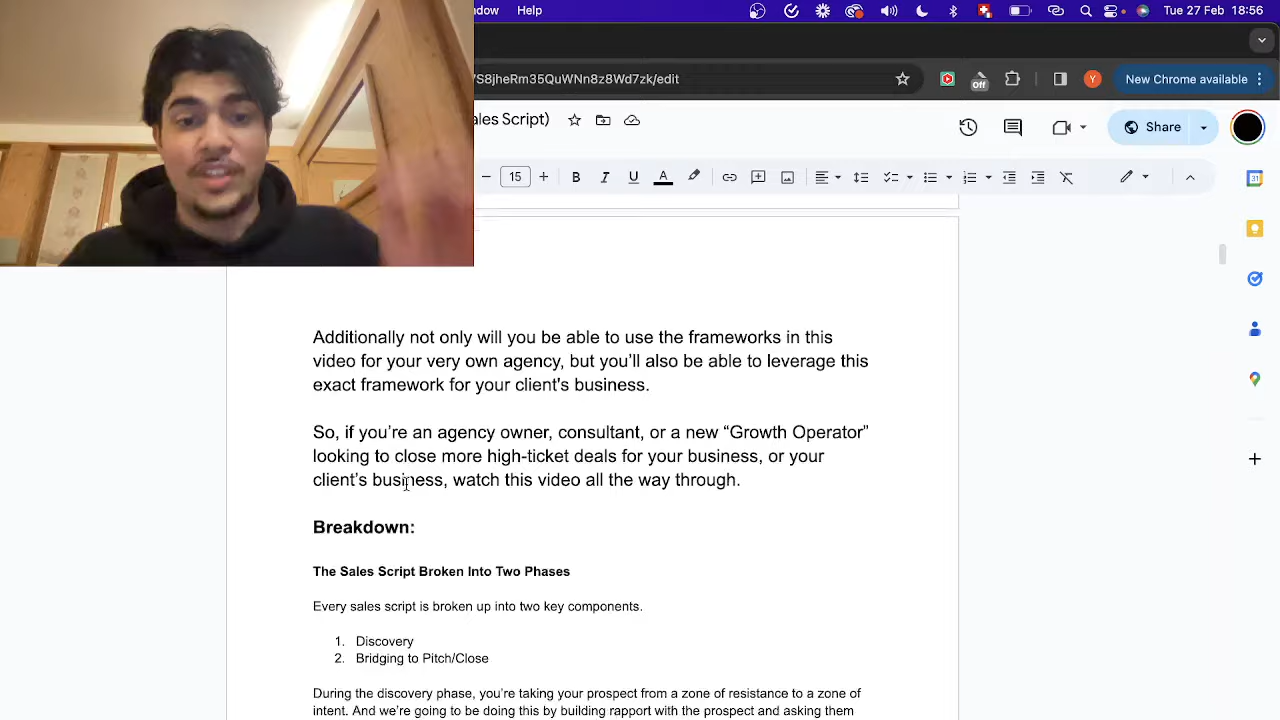 ndow Help Tue 27 Feb 18:56
/S8jheRm35QuWNn8z8Wd7zk/edit Off Y New Chrome available
ales Script) Share
15 B I U A
31
Additionally not only will you be able to use the frameworks in this
video for your very own agency, but you'll also be able to leverage this
exact framework for your client's business.
So, if you're an agency owner, consultant, or a new “Growth Operator”
looking to close more high-ticket deals for your business, or your
client's business, watch this video all the way through.
Breakdown:
The Sales Script Broken Into Two Phases
Every sales script is broken up into two key components.
1. Discovery
2. Bridging to Pitch/Close
During the discovery phase, you're taking your prospect from a zone of resistance to a zone of
intent. And we're going to be doing this by building rapport with the prospect and asking them